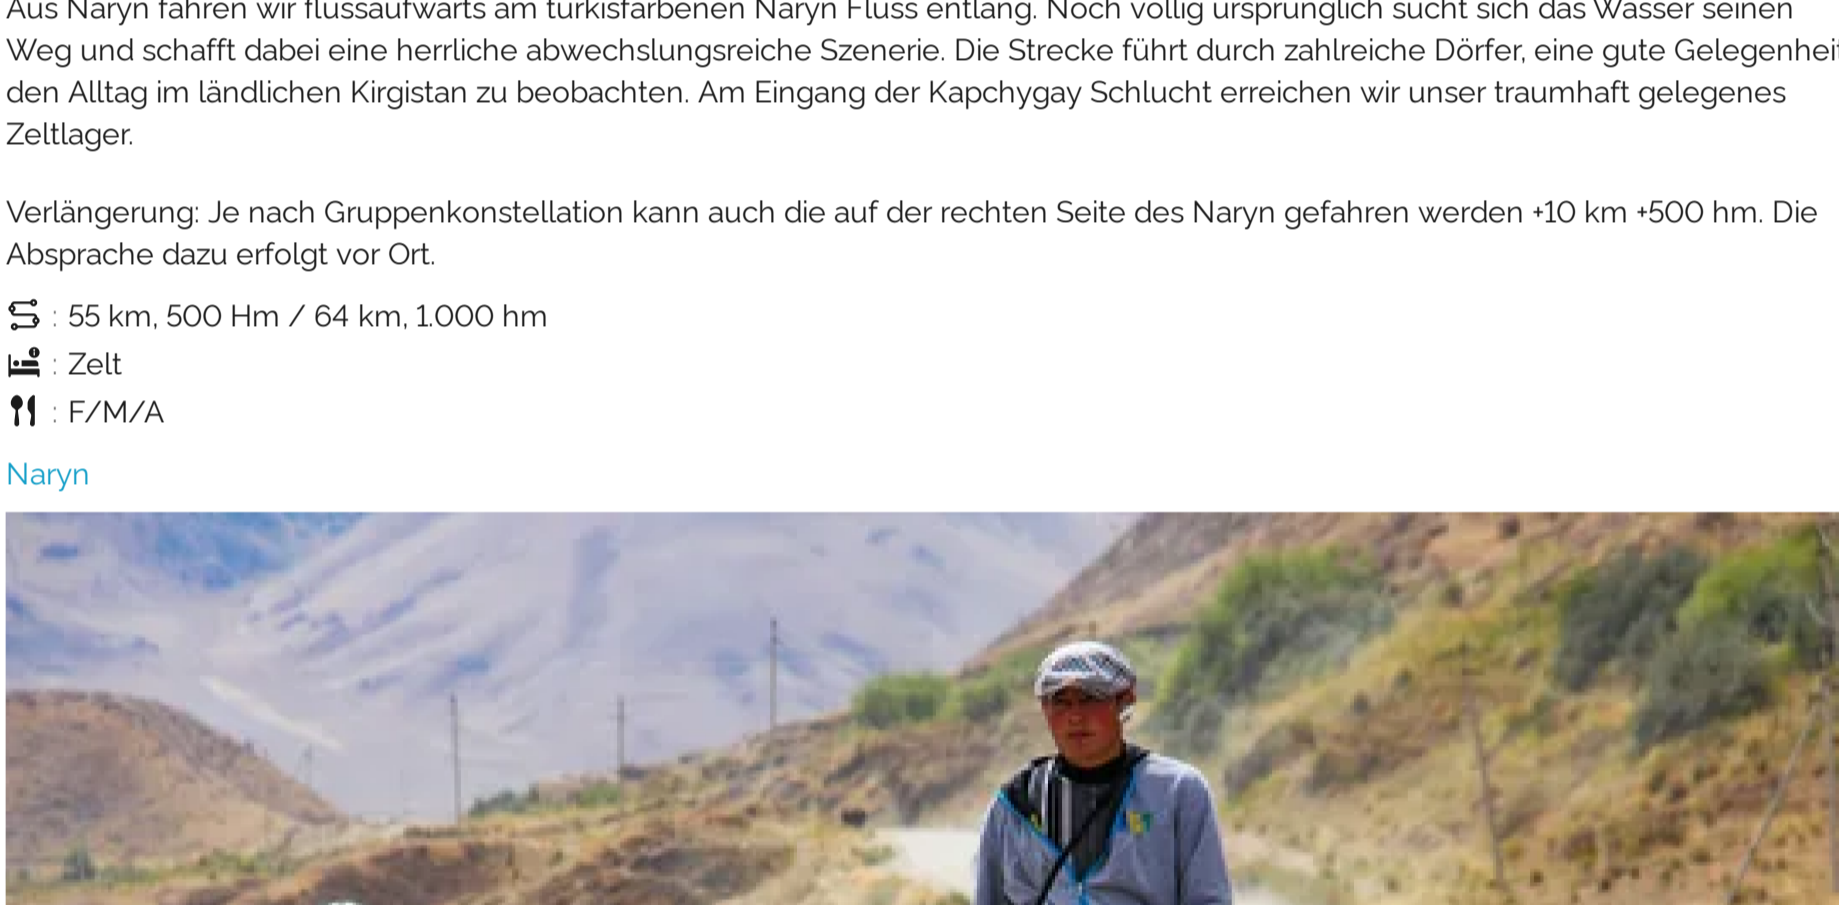 Aus Naryn fahren wir flussaufwärts am türkisfarbenen Naryn Fluss entlang. Noch völlig ursprünglich sucht sich das Wasser seinen
Weg und schafft dabei eine herrliche abwechslungsreiche Szenerie. Die Strecke führt durch zahlreiche Dörfer, eine gute Gelegenheit
den Alltag im ländlichen Kirgistan zu beobachten. Am Eingang der Kapchygay Schlucht erreichen wir unser traumhaft gelegenes
Zeltlager.
Verlängerung: Je nach Gruppenkonstellation kann auch die auf der rechten Seite des Naryn gefahren werden +10 km +500 hm. Die
Absprache dazu erfolgt vor Ort.
: 55 km, 500 Hm / 64 km, 1.000 hm
: Zelt
: F/M/A
Naryn